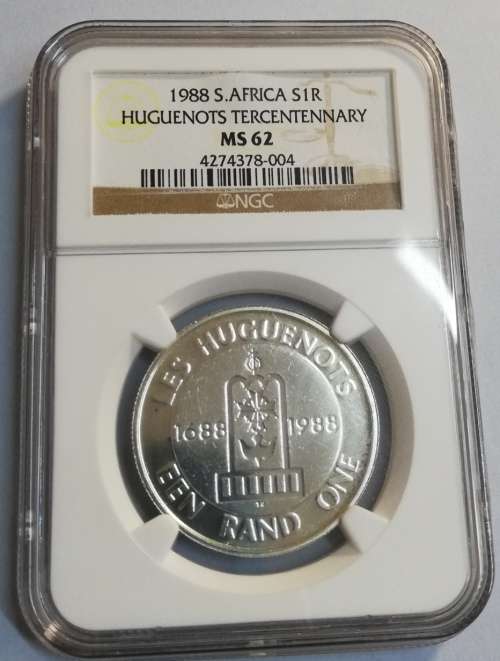 1988 S.AFRICA S1R
HUGUENOTS TERCENTENNARY
MS 62
4274378-004
NGC
LES HUGUENOTS
1688 1988
EEN RAND ONE